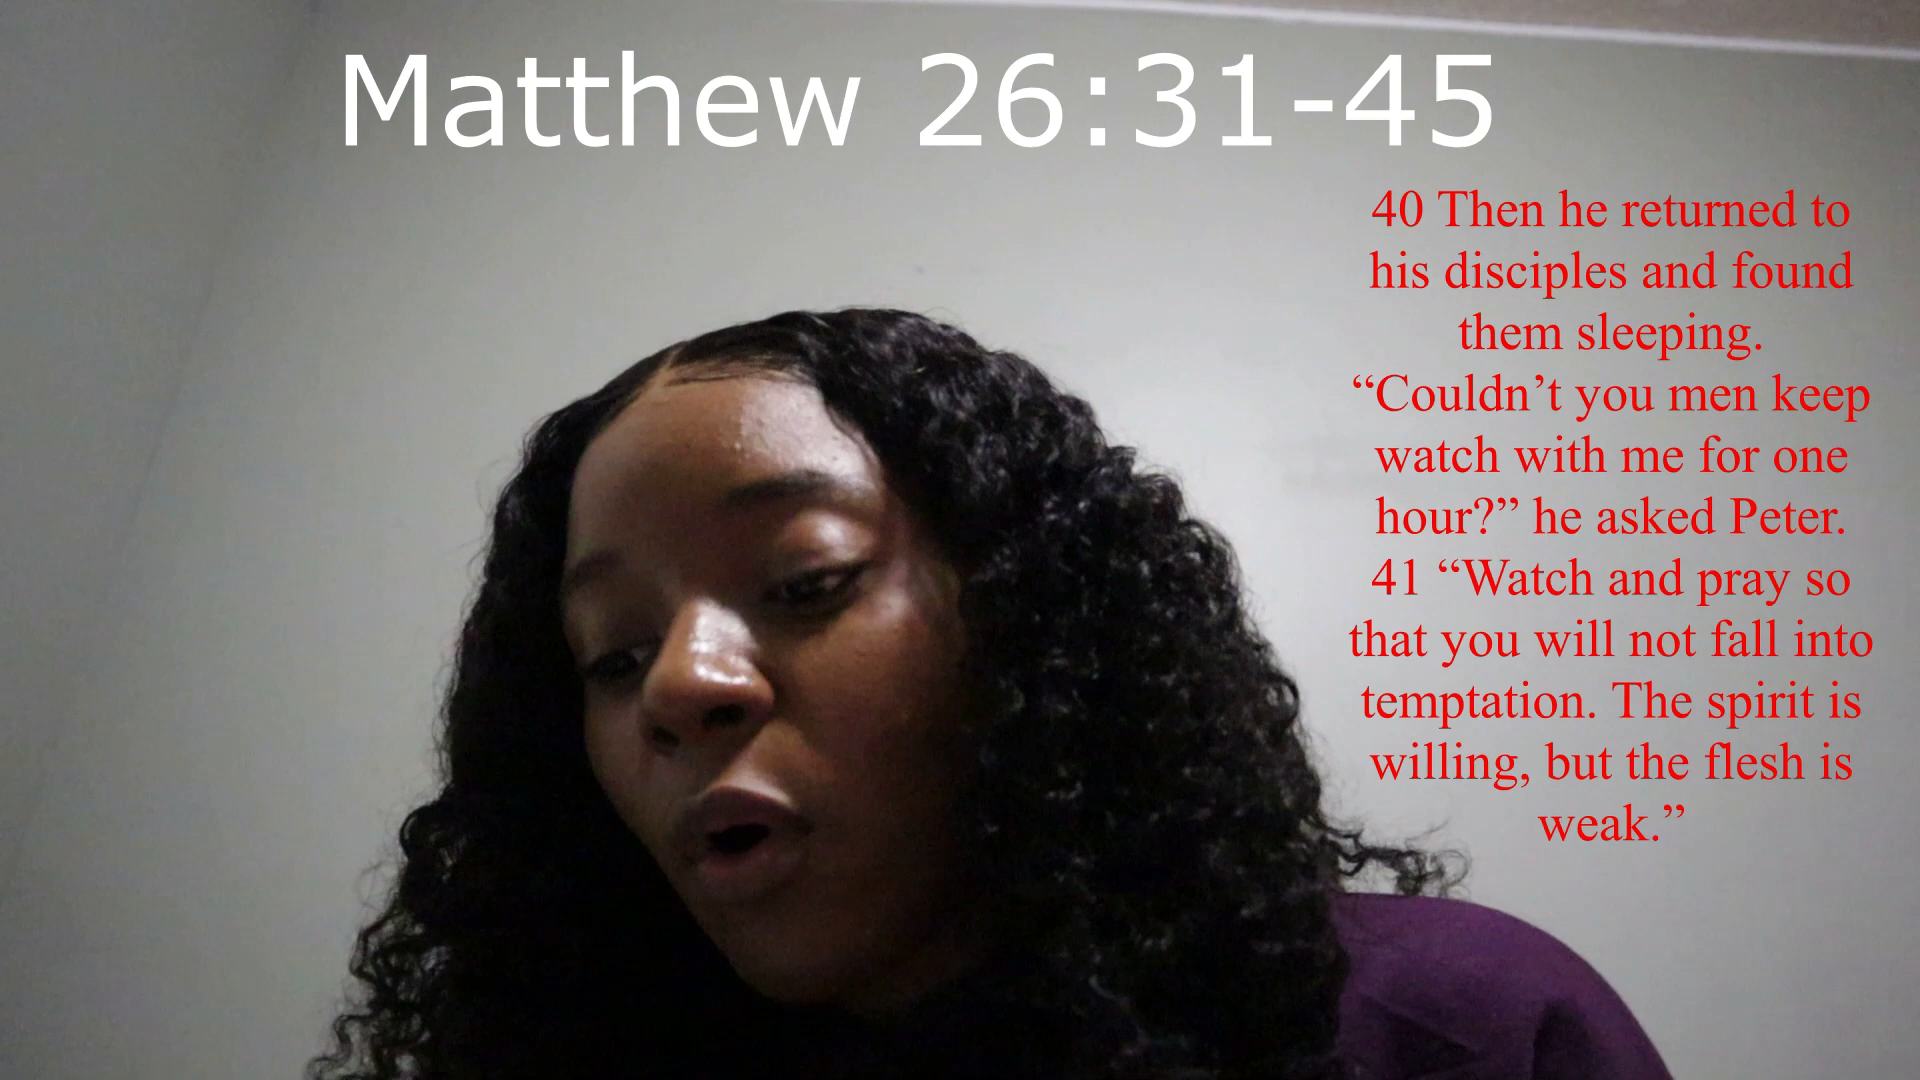 Matthew 26:31-45
40 Then he returned to
his disciples and found
them sleeping.
“Couldn’t you men keep
watch with me for one
hour?” he asked Peter.
41 “Watch and pray so
that you will not fall into
temptation. The spirit is
willing, but the flesh is
weak.”